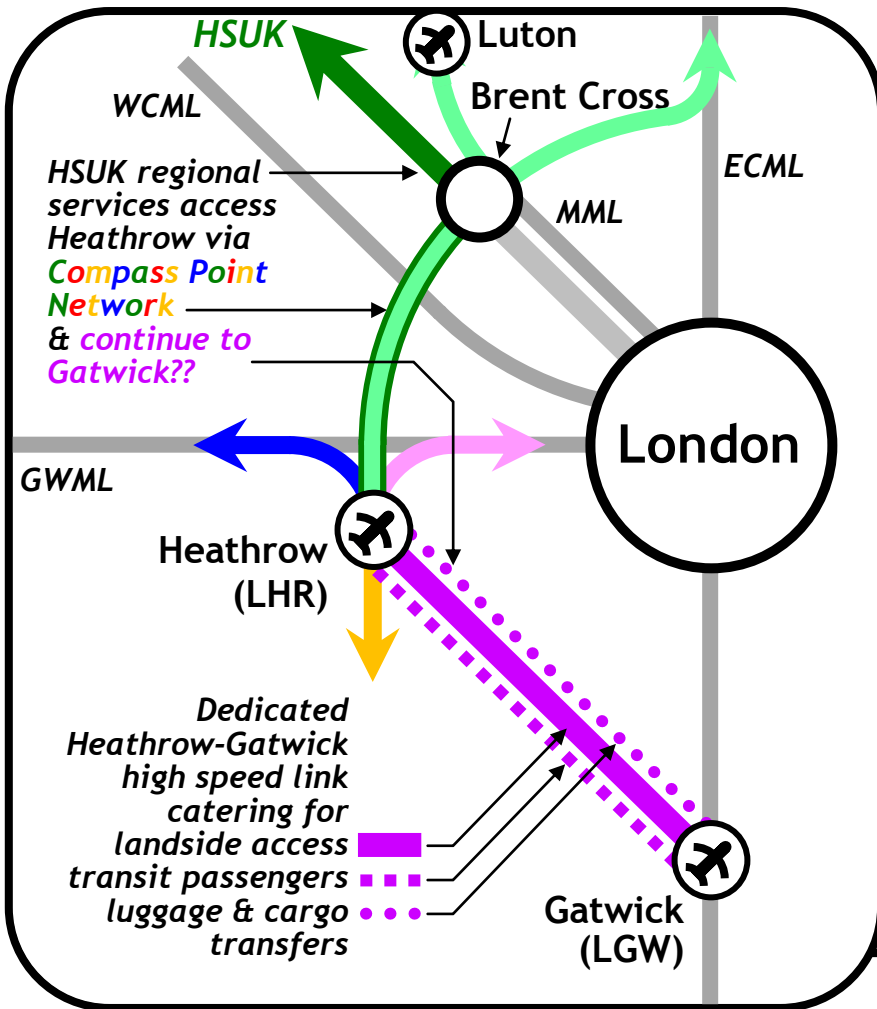 HSUK
Luton
WCML
Brent Cross
ECML
MML
HSUK regional
services access
Heathrow via
Compass Point
Network
& continue to
Gatwick??
London
GWML
Heathrow
(LHR)
Dedicated
Heathrow-Gatwick
high speed link
catering for
landside access
transit passengers
luggage & cargo
transfers
Gatwick
(LGW)